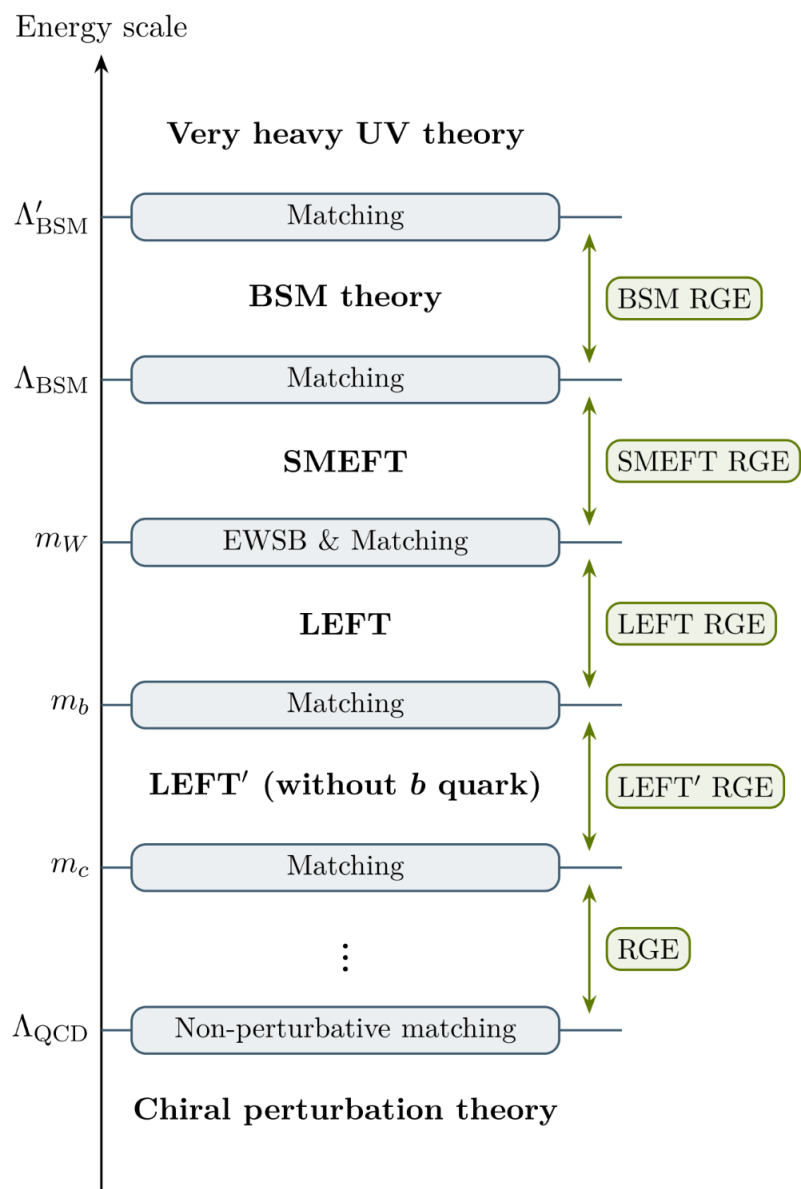 Energy scale
Very heavy UV theory
Λ′BSM
Matching
BSM theory
BSM RGE
ΛBSM
Matching
SMEFT
SMEFT RGE
mW
EWSB & Matching
LEFT
LEFT RGE
mb
Matching
LEFT′ (without b quark)
LEFT′ RGE
mc
Matching
⋮
RGE
ΛQCD
Non-perturbative matching
Chiral perturbation theory